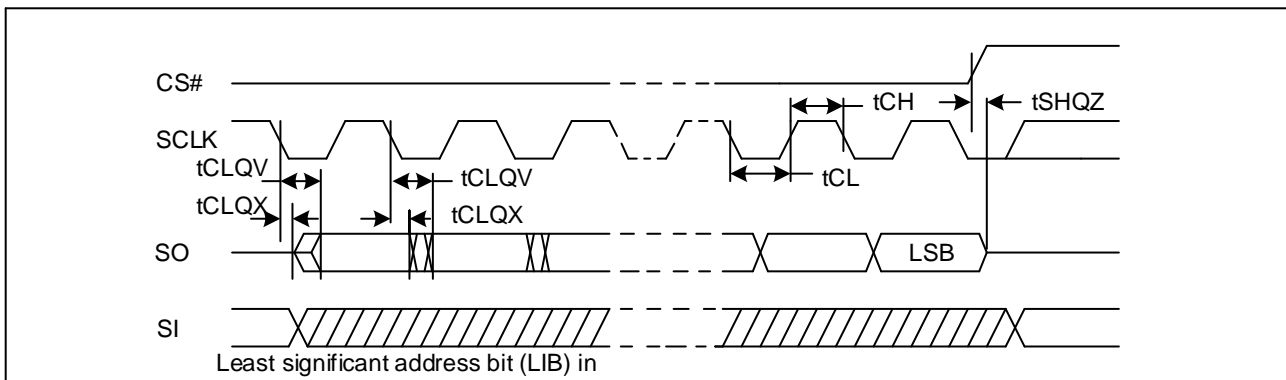 CS#
tCH
tSHQZ
SCLK
tCLQV
tCLQV
tCL
tCLQX
tCLQX
SO
LSB
SI
Least significant address bit (LIB) in